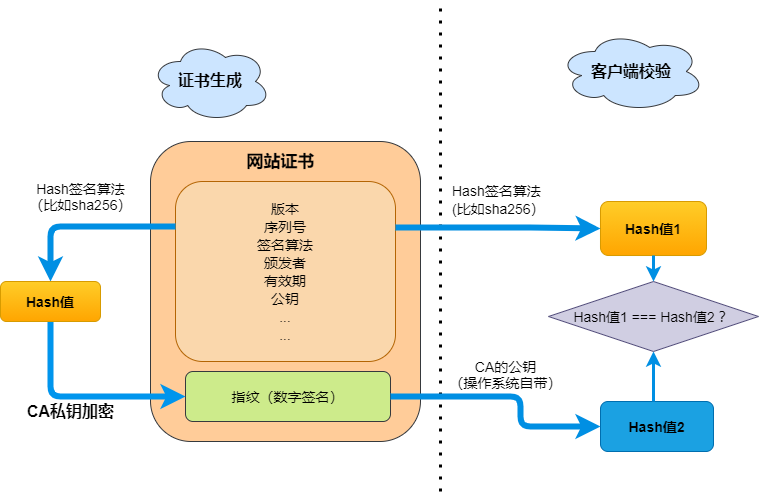 证书生成
客户端校验
网站证书
Hash签名算法
（比如sha256）
版本
序列号
签名算法
颁发者
有效期
公钥
...
...
Hash值
CA私钥加密
指纹（数字签名）
Hash签名算法
(比如sha256）
Hash值1
Hash值1 === Hash值2 ？
CA的公钥
（操作系统自带）
Hash值2